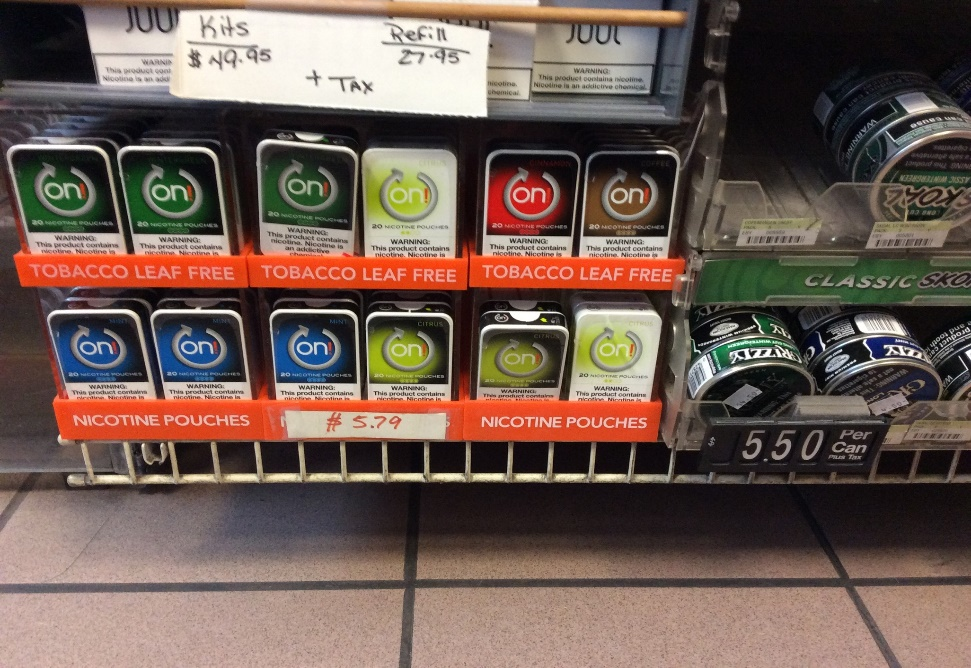 JUUL
JUUL
WARNING:
This product contains nicotine.
Nicotine is an addictive chemical.
Kits
$49.95
Refill
27.95
+ TAX
on!
20 NICOTINE POUCHES
WARNING:
This product contains
nicotine. Nicotine is
on!
20 NICOTINE POUCHES
WARNING:
This product contains
nicotine. Nicotine is
on!
20 NICOTINE POUCHES
WARNING:
This product contains
nicotine. Nicotine is
an addictive
chemical.
CITRUS
on!
20 NICOTINE POUCHES
WARNING:
This product contains
nicotine. Nicotine is
CINNAMON
on!
20 NICOTINE POUCHES
WARNING:
This product contains
nicotine. Nicotine is
COFFEE
on!
20 NICOTINE POUCHES
WARNING:
This product contains
nicotine. Nicotine is
TOBACCO LEAF FREE
TOBACCO LEAF FREE
TOBACCO LEAF FREE
MINT
on!
20 NICOTINE POUCHES
WARNING:
This product contains
nicotine. Nicotine is
MINT
on!
20 NICOTINE POUCHES
WARNING:
This product contains
nicotine. Nicotine is
MINT
on!
20 NICOTINE POUCHES
WARNING:
This product contains
nicotine. Nicotine is
CITRUS
on!
20 NICOTINE POUCHES
WARNING:
This product contains
nicotine. Nicotine is
CITRUS
on!
20 NICOTINE POUCHES
WARNING:
This product contains
nicotine. Nicotine is
CITRUS
on!
20 NICOTINE POUCHES
WARNING:
This product contains
nicotine. Nicotine is
NICOTINE POUCHES
$ 5.79
NICOTINE POUCHES
WARNING:
SKOAL
CLASSIC WINTERGREEN
CLASSIC SKO
GRIZZLY
GRIZZLY
$ 5.50 Per
Can
Plus Tax